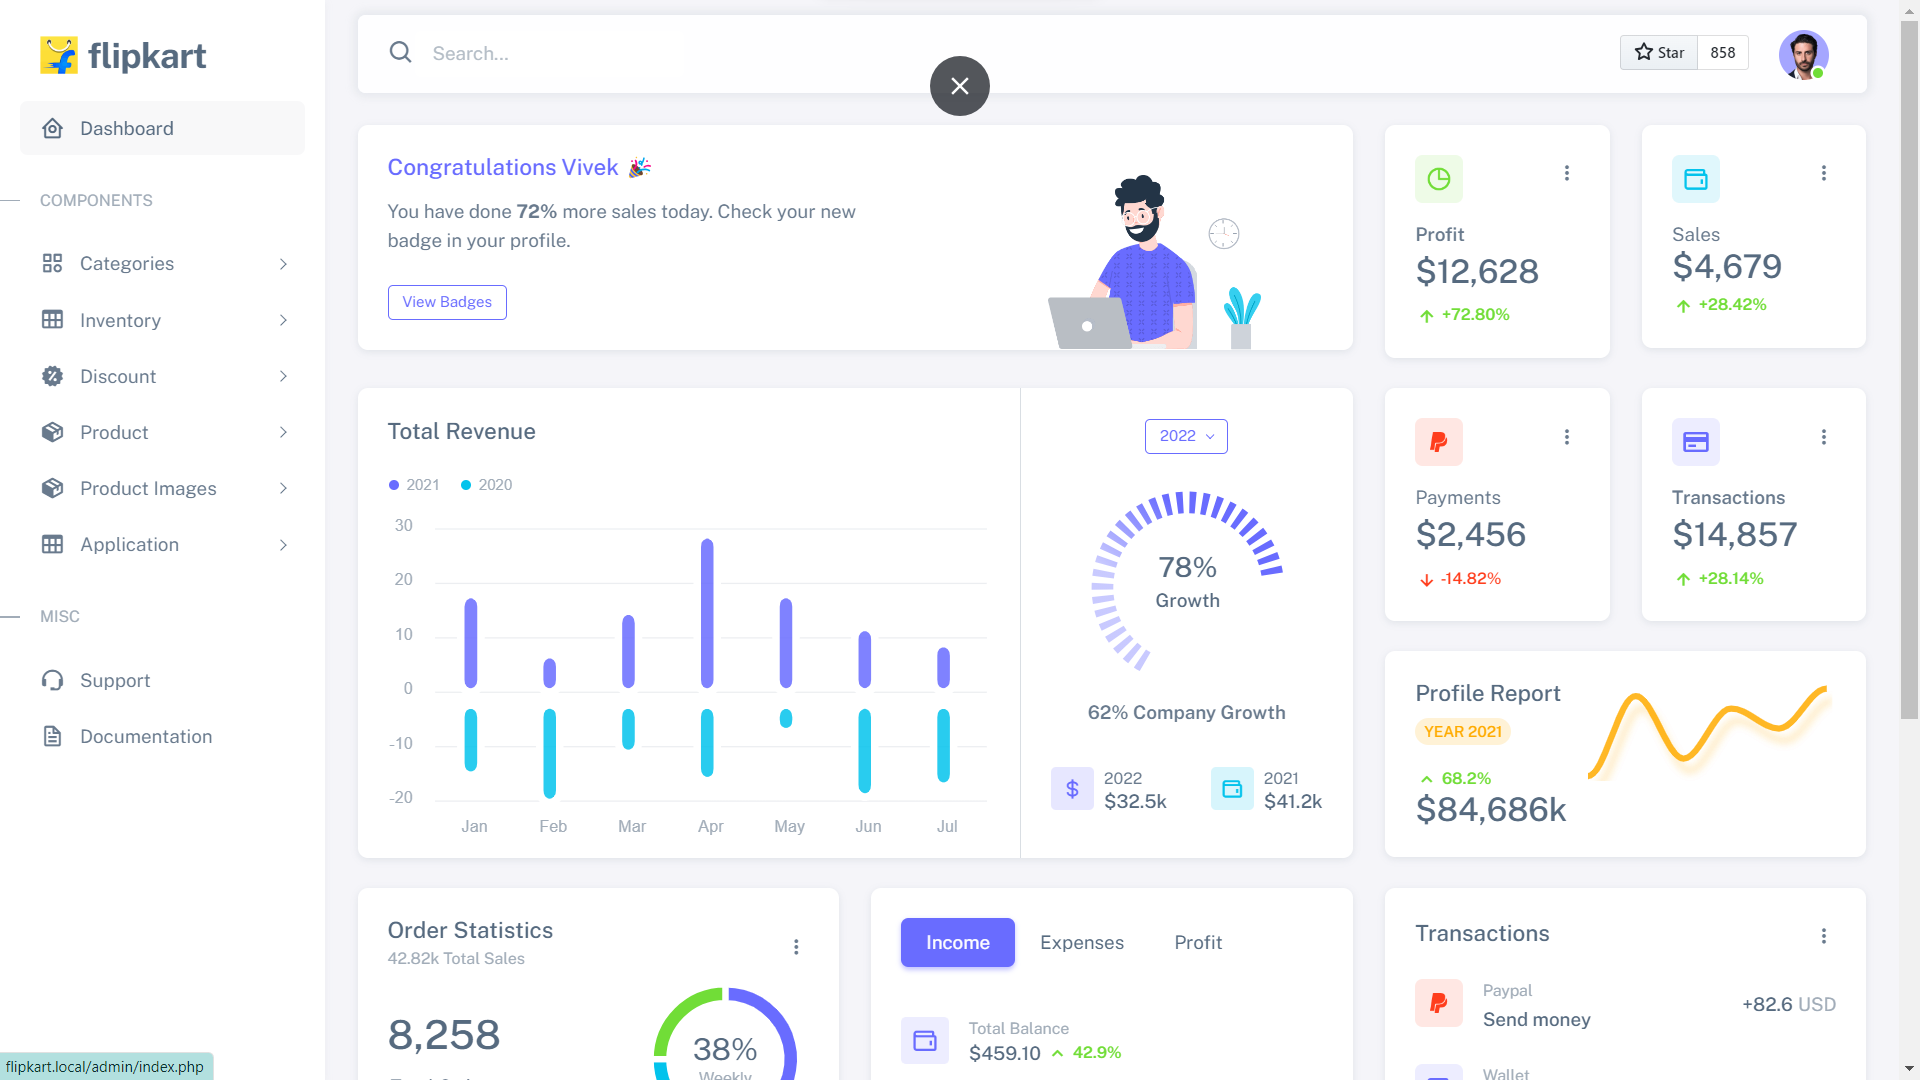 flipkart
Dashboard
COMPONENTS
Categories
Inventory
Discount
Product
Product Images
Application
MISC
Support
Documentation
flipkart.local/admin/index.php
Search...
Star 858
Congratulations Vivek 🎉
You have done 72% more sales today. Check your new
badge in your profile.
View Badges
Profit
$12,628
+72.80%
Sales
$4,679
+28.42%
Total Revenue
2021 2020
30
20
10
0
-10
-20
Jan Feb Mar Apr May Jun Jul
2022
78%
Growth
62% Company Growth
2022
$32.5k
2021
$41.2k
Payments
$2,456
-14.82%
Transactions
$14,857
+28.14%
Profile Report
YEAR 2021
68.2%
$84,686k
Order Statistics
42.82k Total Sales
8,258
38%
Weekly
Income Expenses Profit
Total Balance
$459.10 42.9%
Transactions
Paypal
Send money
+82.6 USD
Wallet